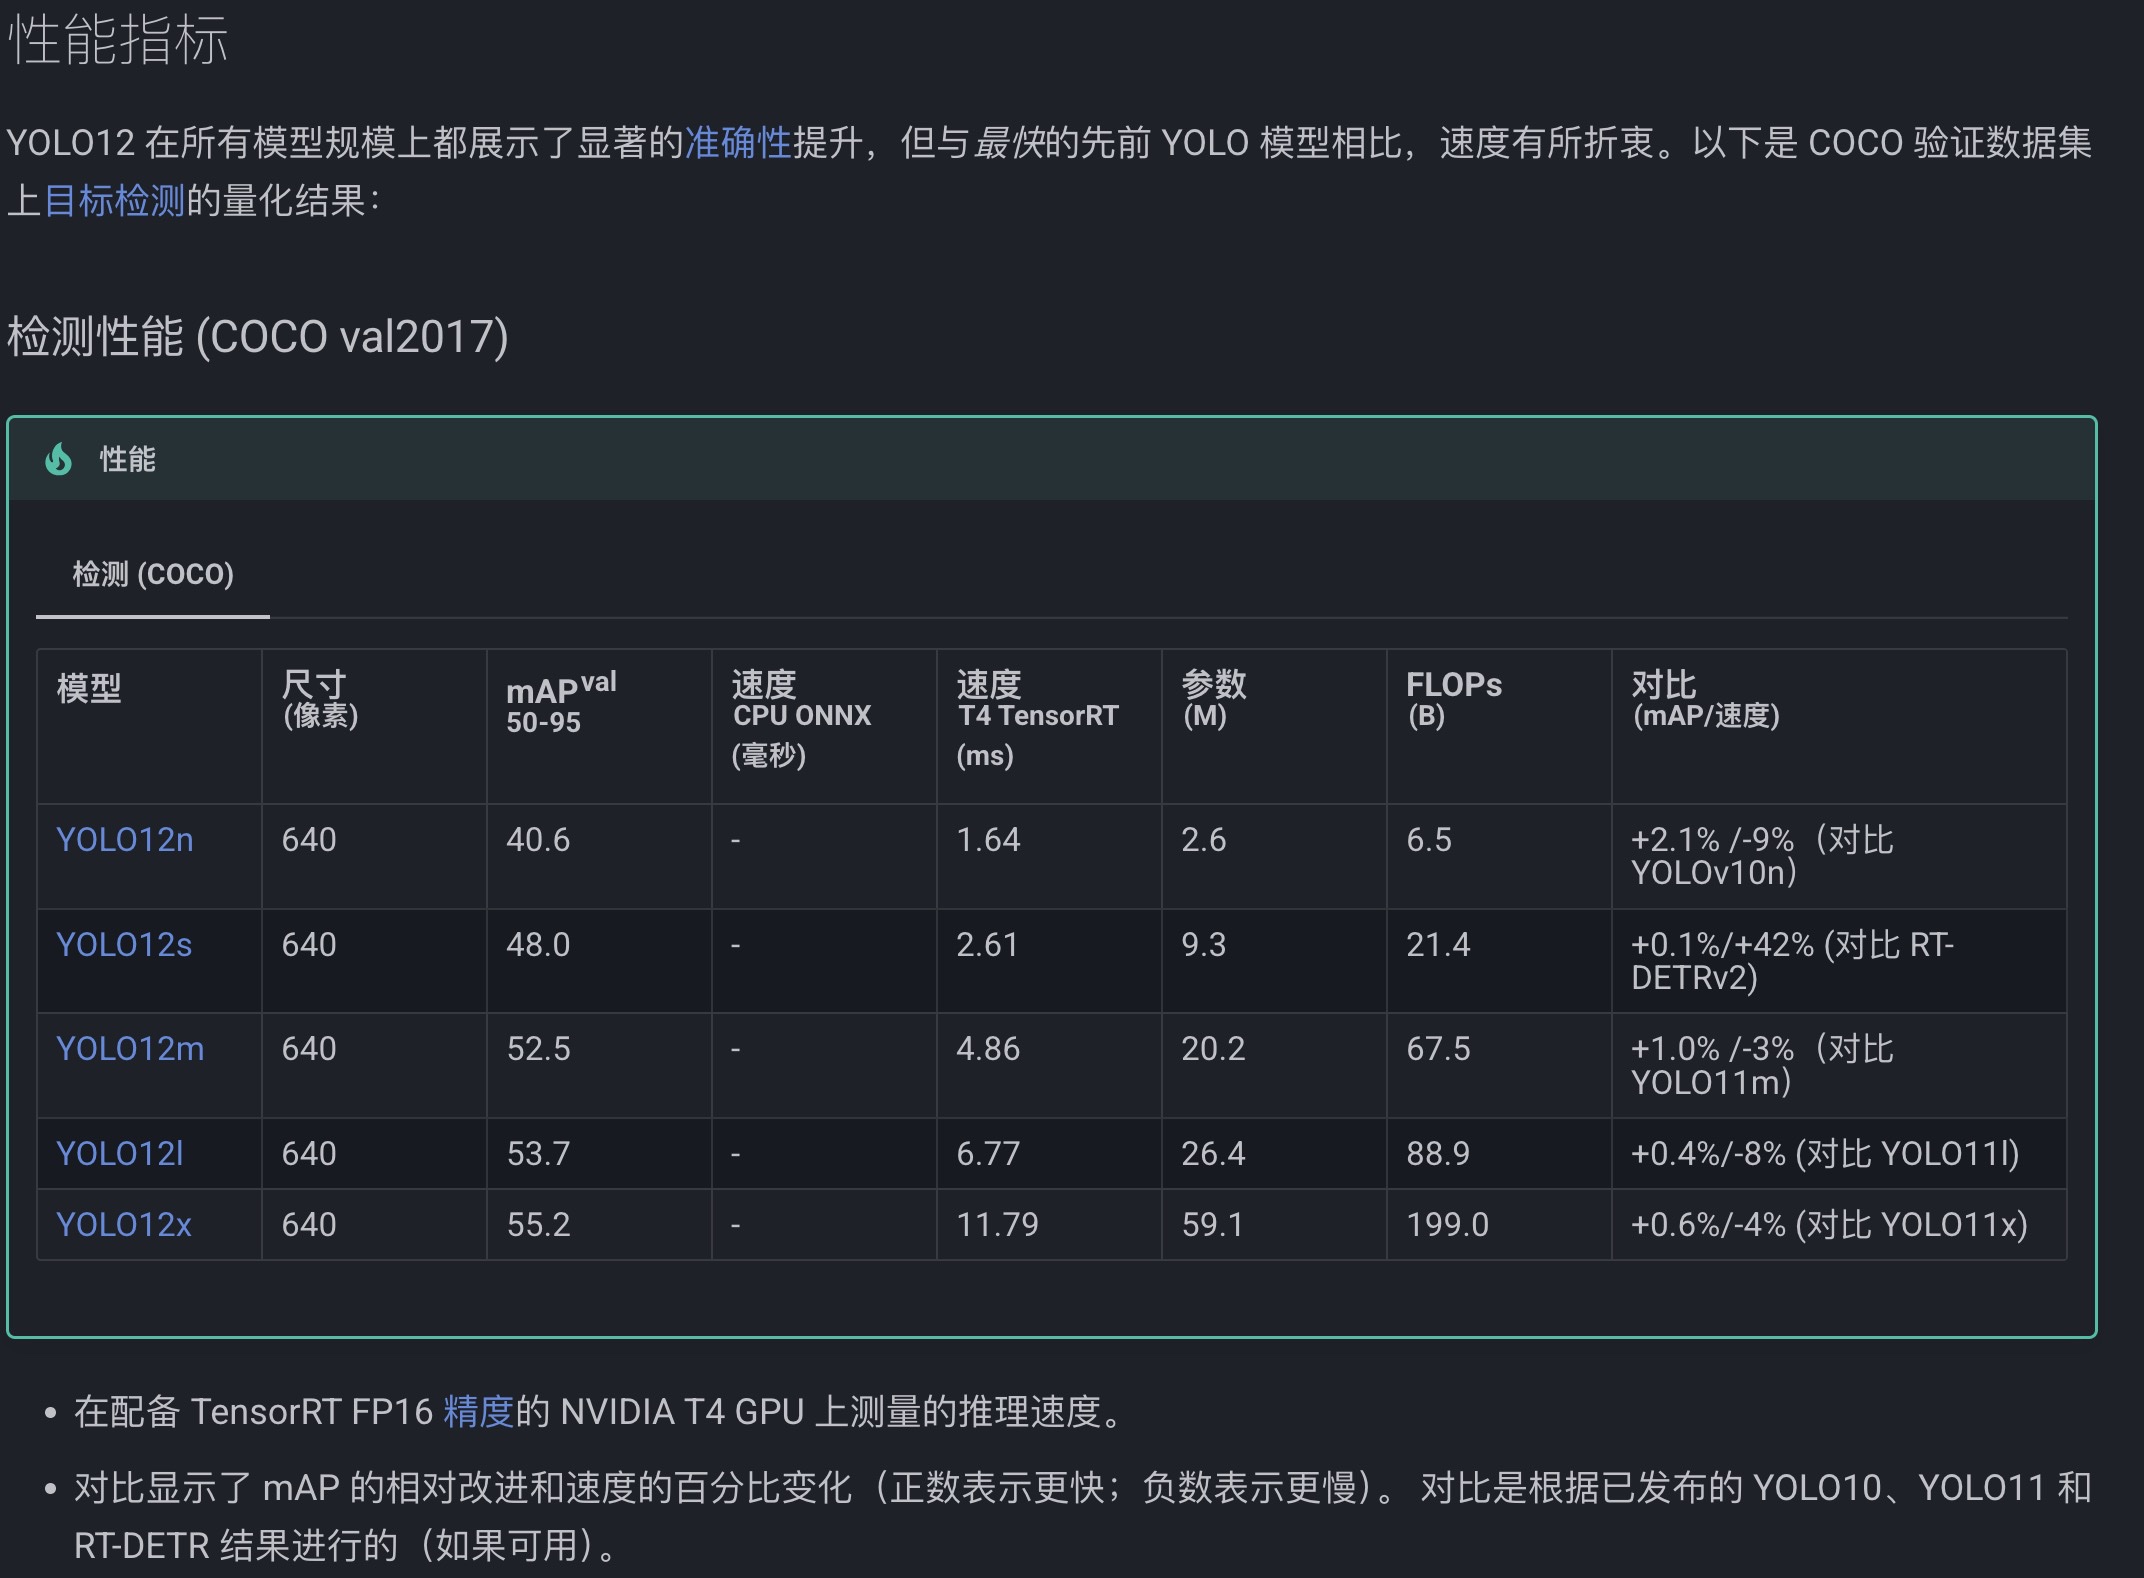 性能指标
YOLO12 在所有模型规模上都展示了显著的准确性提升，但与最快的先前 YOLO 模型相比，速度有所折衷。以下是 COCO 验证数据集
上目标检测的量化结果：
检测性能 (COCO val2017)
性能
检测 (COCO)
模型 尺寸 (像素) mAPval 50-95 速度 CPU ONNX (毫秒) 速度 T4 TensorRT (ms) 参数 (M) FLOPs (B) 对比 (mAP/速度)
YOLO12n 640 40.6 - 1.64 2.6 6.5 +2.1% /-9%（对比
YOLOv10n）
YOLO12s 640 48.0 - 2.61 9.3 21.4 +0.1%/+42% (对比 RT-
DETRv2)
YOLO12m 640 52.5 - 4.86 20.2 67.5 +1.0% /-3%（对比
YOLO11m）
YOLO12l 640 53.7 - 6.77 26.4 88.9 +0.4%/-8% (对比 YOLO11l)
YOLO12x 640 55.2 - 11.79 59.1 199.0 +0.6%/-4% (对比 YOLO11x)
• 在配备 TensorRT FP16 精度的 NVIDIA T4 GPU 上测量的推理速度。
• 对比显示了 mAP 的相对改进和速度的百分比变化（正数表示更快；负数表示更慢）。 对比是根据已发布的 YOLO10、YOLO11 和
RT-DETR 结果进行的（如果可用）。